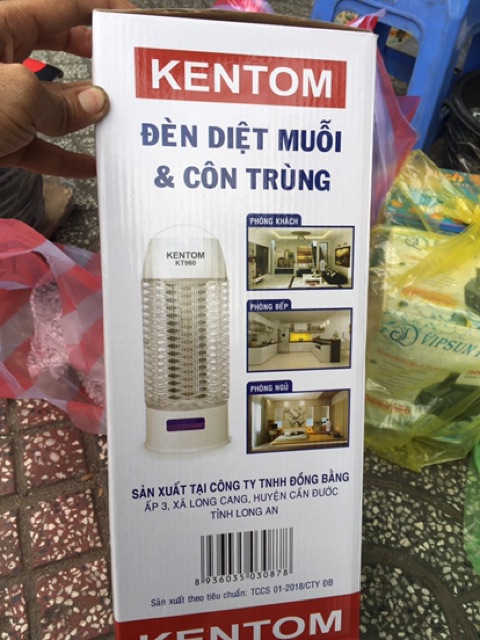 KENTOM
ĐÈN DIỆT MUỖI
& CÔN TRÙNG
PHÒNG KHÁCH
KENTOM
KT960
PHÒNG BẾP
PHÒNG NGỦ
SẢN XUẤT TẠI CÔNG TY TNHH ĐỒNG BẰNG
ẤP 3, XÃ LONG CANG, HUYỆN CẦN ĐƯỚC
TỈNH LONG AN
8 936035 030878
Sản xuất theo tiêu chuẩn: TCCS 01-2018/CTY ĐB
KENTOM
VIPSUN